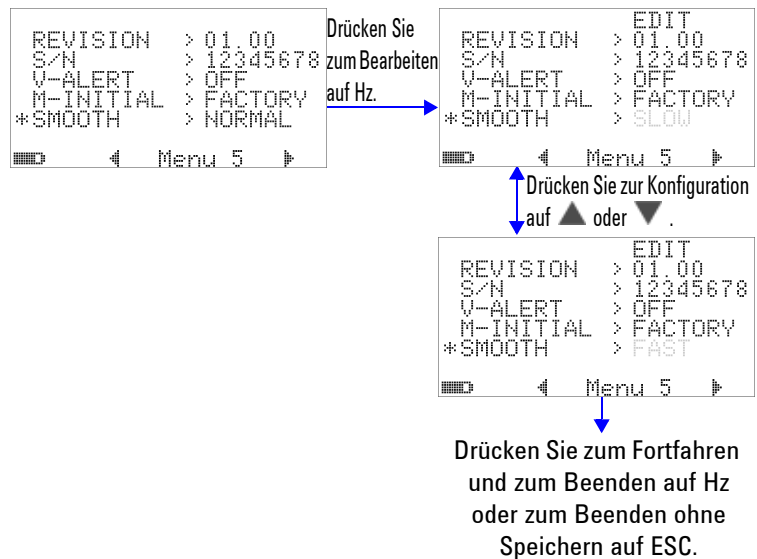 REVISION > 01.00
S/N > 12345678
V-ALERT > OFF
M-INITIAL > FACTORY
*SMOOTH > NORMAL
Menu 5
Drücken Sie
zum Bearbeiten
auf Hz.
EDIT
REVISION > 01.00
S/N > 12345678
V-ALERT > OFF
M-INITIAL > FACTORY
*SMOOTH > SLOW
Menu 5
Drücken Sie zur Konfiguration
auf ▲ oder ▼ .
EDIT
REVISION > 01.00
S/N > 12345678
V-ALERT > OFF
M-INITIAL > FACTORY
*SMOOTH > FAST
Menu 5
Drücken Sie zum Fortfahren
und zum Beenden auf Hz
oder zum Beenden ohne
Speichern auf ESC.